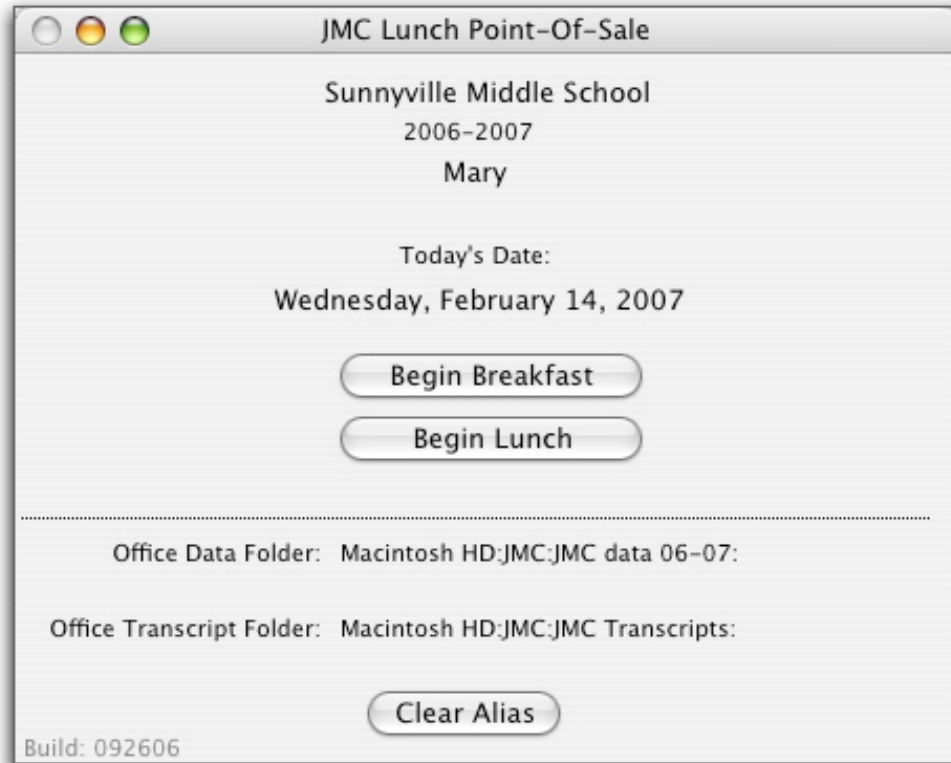 JMC Lunch Point-Of-Sale
Sunnyville Middle School
2006-2007
Mary
Today's Date:
Wednesday, February 14, 2007
Begin Breakfast
Begin Lunch
Office Data Folder: Macintosh HD:JMC:JMC data 06-07:
Office Transcript Folder: Macintosh HD:JMC:JMC Transcripts:
Clear Alias
Build: 092606